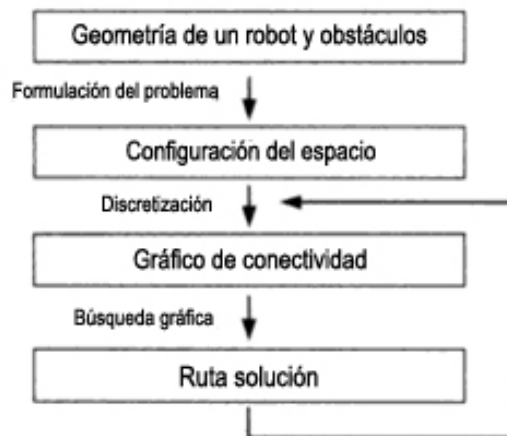 Geometría de un robot y obstáculos
Formulación del problema
Configuración del espacio
Discretización
Gráfico de conectividad
Búsqueda gráfica
Ruta solución